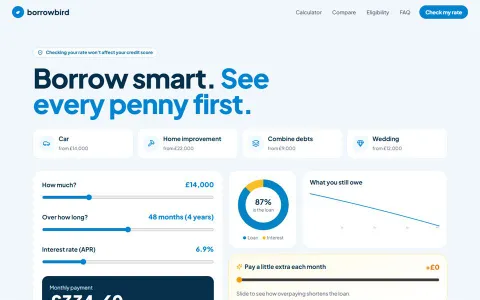 borrowbird
Calculator
Compare
Eligibility
FAQ
Check my rate
Checking your rate won't affect your credit score
Borrow smart. See
every penny first.
Car
from £14,000
Home improvement
from £22,000
Combine debts
from £9,000
Wedding
from £12,000
How much?
£14,000
Over how long?
48 months (4 years)
Interest rate (APR)
6.9%
Monthly payment
87%
is the loan
Loan
Interest
What you still owe
Pay a little extra each month
+£0
Slide to see how overpaying shortens the loan.